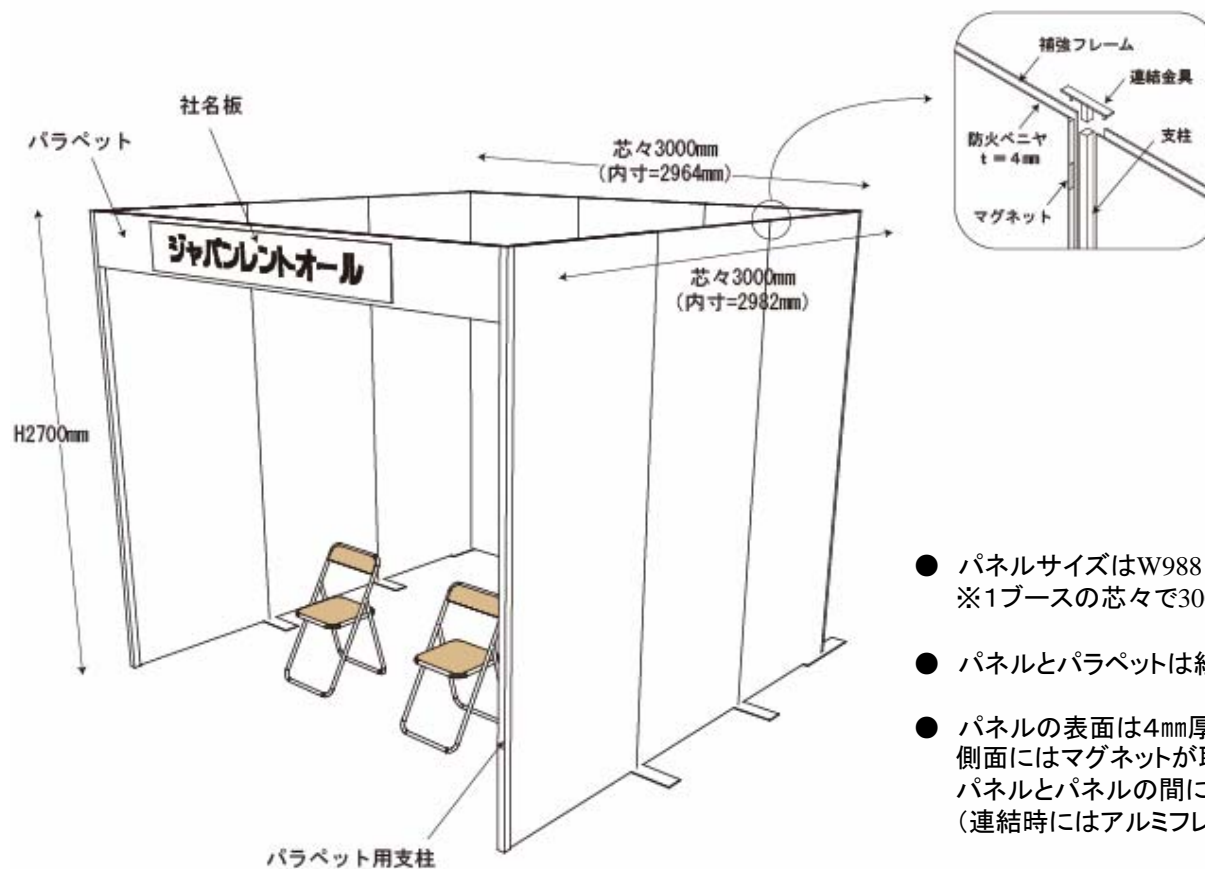 補強フレーム
連結金具
防火ベニヤ
t=4㎜
支柱
マグネット
社名板
パラペット
芯々3000㎜
(内寸=2964㎜)
ジャパンレントオール
芯々3000㎜
(内寸=2982㎜)
H2700㎜
パラペット用支柱
● パネルサイズはW988
※1ブースの芯々で30
● パネルとパラペットは
● パネルの表面は4㎜厚
側面にはマグネットが
パネルとパネルの間に
(連結時にはアルミフレ